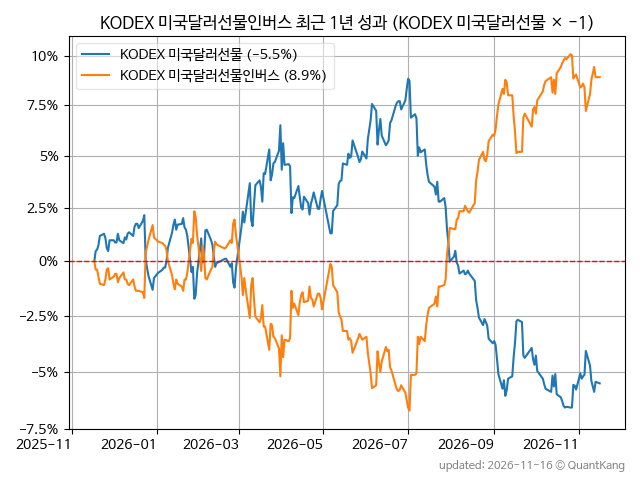 KODEX 미국달러선물인버스 최근 1년 성과 (KODEX 미국달러선물 × −1)
KODEX 미국달러선물 (−5.5%)
KODEX 미국달러선물인버스 (8.9%)
10%
7.5%
5%
2.5%
0%
−2.5%
−5%
−7.5%
2025-11 2026-01 2026-03 2026-05 2026-07 2026-09 2026-11
updated: 2026-11-16 © QuantKang